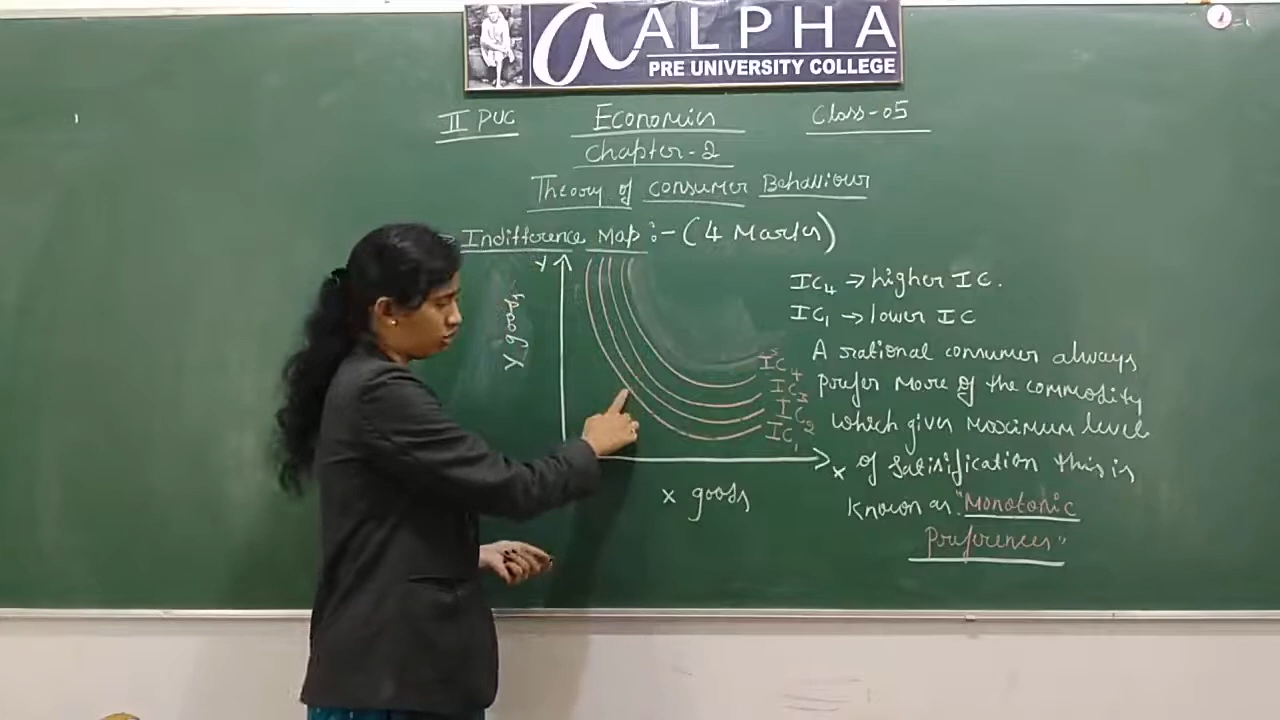 a ALPHA
PRE UNIVERSITY COLLEGE
II PUC Economics Class-05
Chapter-2
Theory of consumer Behaviour
Indifference Map :- (4 Marks)
Y
Y goods
IC4
IC3
IC2
IC1
X
X goods
IC4 → higher IC.
IC1 → lower IC
A rational consumer always
prefer more of the commodity
which gives maximum level
of satisification this is
known as "Monotonic
preferences"